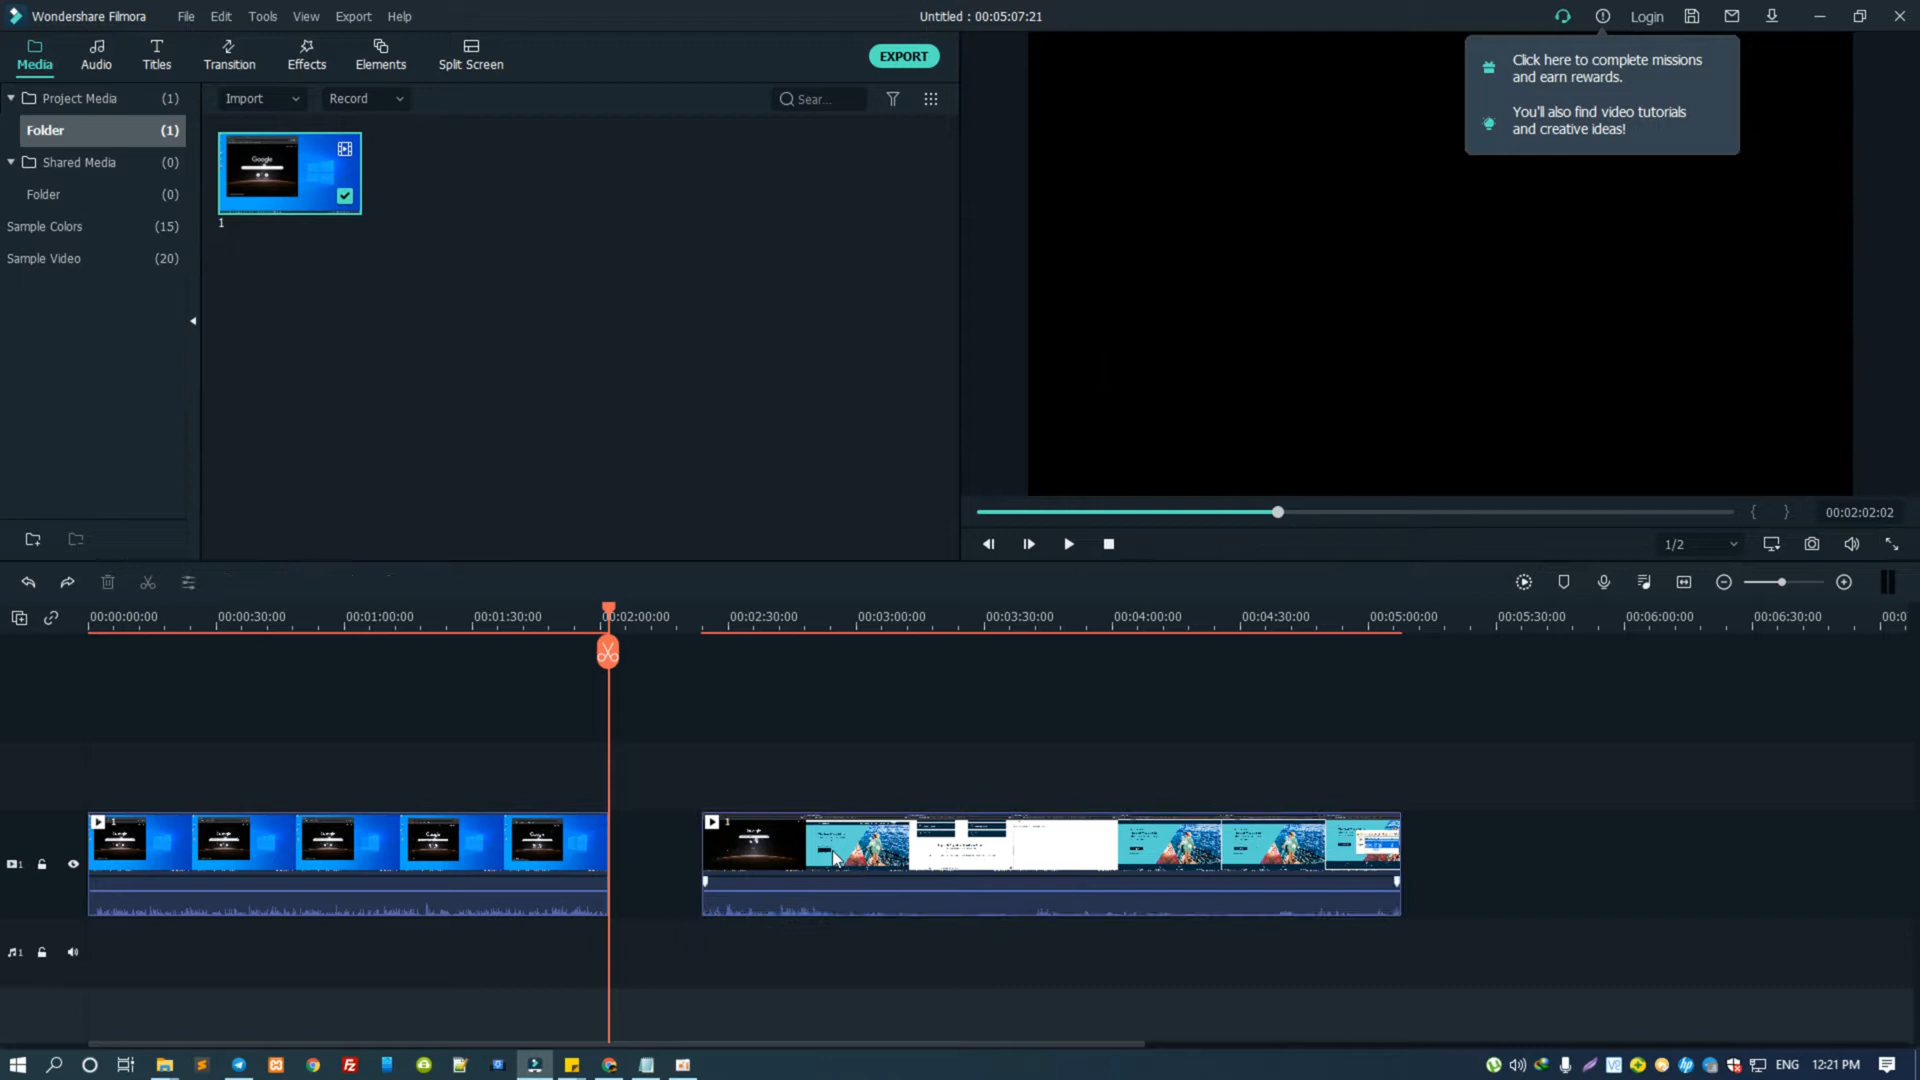 Wondershare Filmora
File
Edit
Tools
View
Export
Help
Untitled : 00:05:07:21
Login
Media
Audio
Titles
Transition
Effects
Elements
Split Screen
EXPORT
Click here to complete missions
and earn rewards.
You'll also find video tutorials
and creative ideas!
Project Media (1)
Folder (1)
Shared Media (0)
Folder (0)
Sample Colors (15)
Sample Video (20)
Import
Record
Sear...
Google
1
00:02:02:02
1/2
00:00:00:00
00:00:30:00
00:01:00:00
00:01:30:00
00:02:00:00
00:02:30:00
00:03:00:00
00:03:30:00
00:04:00:00
00:04:30:00
00:05:00:00
00:05:30:00
00:06:00:00
00:06:30:00
00:0
1
1
1
1
ENG
12:21 PM